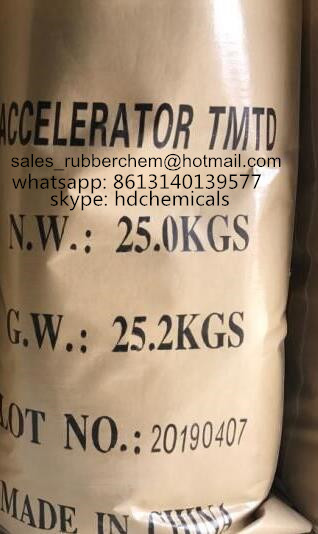 ACCELERATOR TMTD
sales_rubberchem@hotmail.com
whatsapp: 8613140139577
skype: hdchemicals
N.W.: 25.0KGS
G.W.: 25.2KGS
LOT NO.: 20190407
MADE IN CHINA